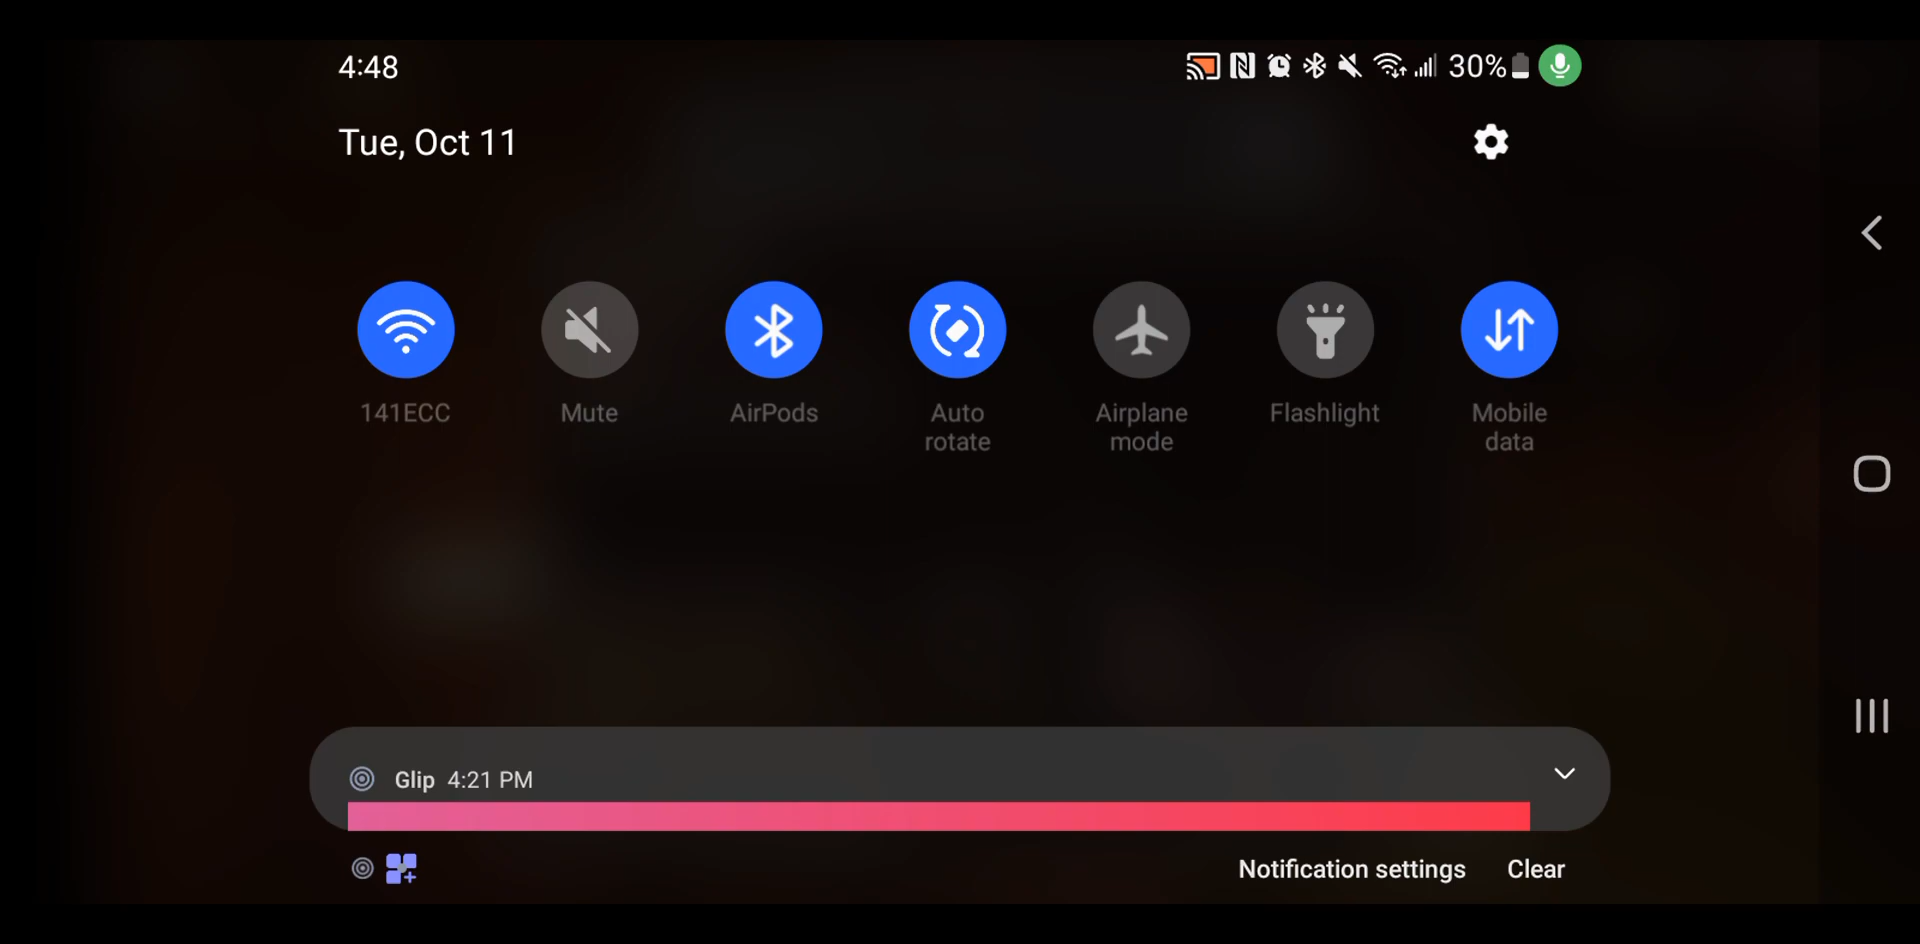 4:48
30%
Tue, Oct 11
141ECC
Mute
AirPods
Auto
rotate
Airplane
mode
Flashlight
Mobile
data
Glip 4:21 PM
Notification settings
Clear